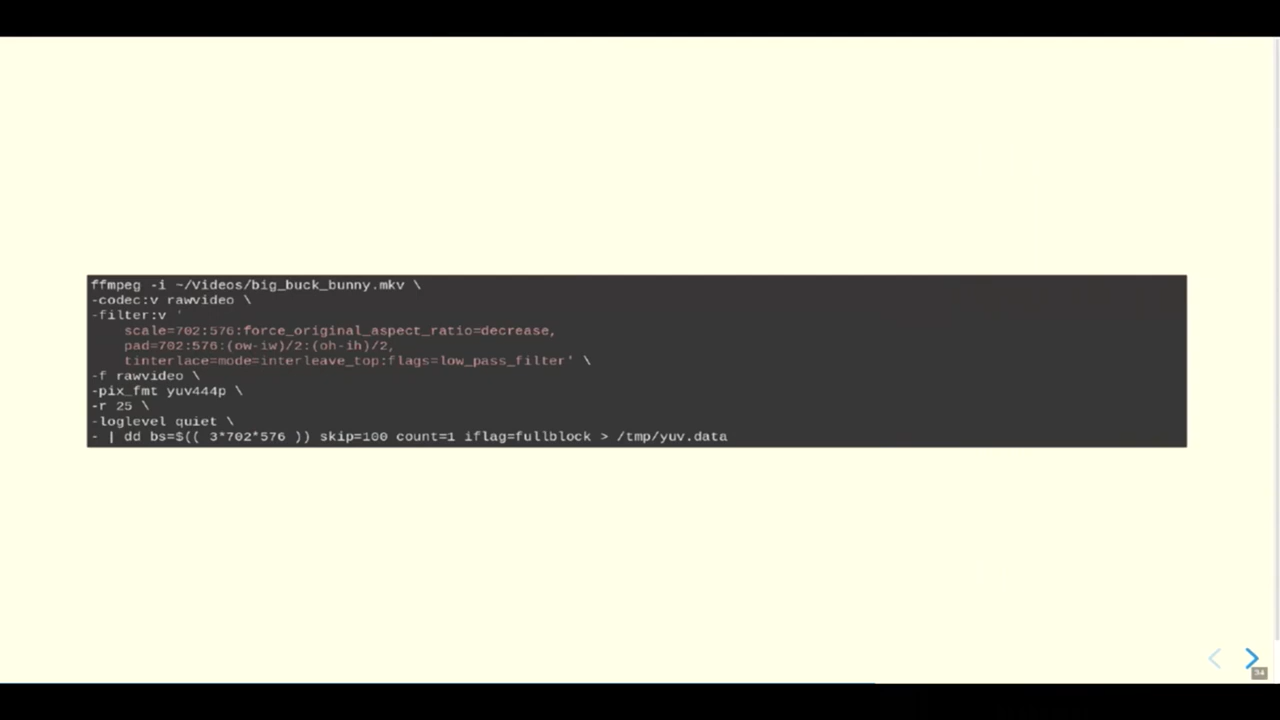 ffmpeg -i ~/Videos/big_buck_bunny.mkv \
-codec:v rawvideo \
-filter:v '
    scale=702:576:force_original_aspect_ratio=decrease,
    pad=702:576:(ow-iw)/2:(oh-ih)/2,
    tinterlace=mode=interleave_top:flags=low_pass_filter' \
-f rawvideo \
-pix_fmt yuv444p \
-r 25 \
-loglevel quiet \
- | dd bs=$(( 3*702*576 )) skip=100 count=1 iflag=fullblock > /tmp/yuv.data